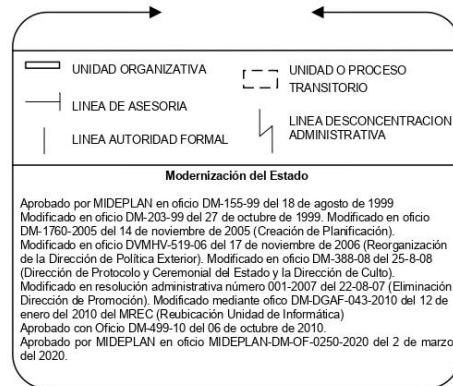 UNIDAD ORGANIZATIVA
UNIDAD O PROCESO
TRANSITORIO
LINEA DE ASESORIA
LINEA DESCONCENTRACION
ADMINISTRATIVA
LINEA AUTORIDAD FORMAL
Modernización del Estado
Aprobado por MIDEPLAN en oficio DM-155-99 del 18 de agosto de 1999
Modificado en oficio DM-203-99 del 27 de octubre de 1999. Modificado en oficio
DM-1760-2005 del 14 de noviembre de 2005 (Creación de Planificación).
Modificado en oficio DVMHV-519-06 del 17 de noviembre de 2006 (Reorganización
de la Dirección de Política Exterior). Modificado en oficio DM-388-08 del 25-8-08
(Dirección de Protocolo y Ceremonial del Estado y la Dirección de Culto).
Modificado en resolución administrativa número 001-2007 del 22-08-07 (Eliminación
Dirección de Promoción). Modificado mediante ofico DM-DGAF-043-2010 del 12 de
enero del 2010 del MREC (Reubicación Unidad de Informática)
Aprobado con Oficio DM-499-10 del 06 de octubre de 2010.
Aprobado por MIDEPLAN en oficio MIDEPLAN-DM-OF-0250-2020 del 2 de marzo
del 2020.